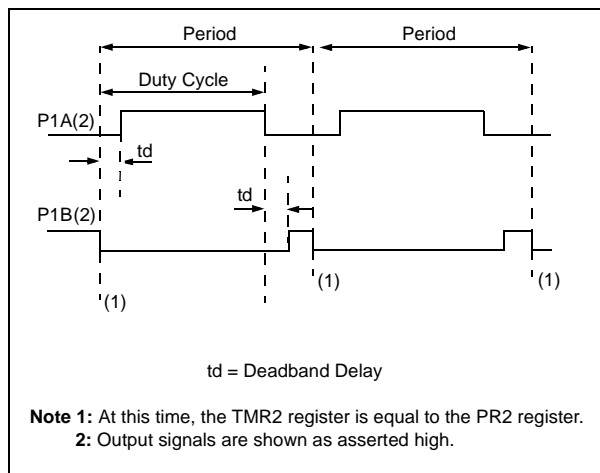 Period Period
Duty Cycle
P1A(2)
td
td
P1B(2)
(1) (1) (1)
td = Deadband Delay
Note 1: At this time, the TMR2 register is equal to the PR2 register.
2: Output signals are shown as asserted high.